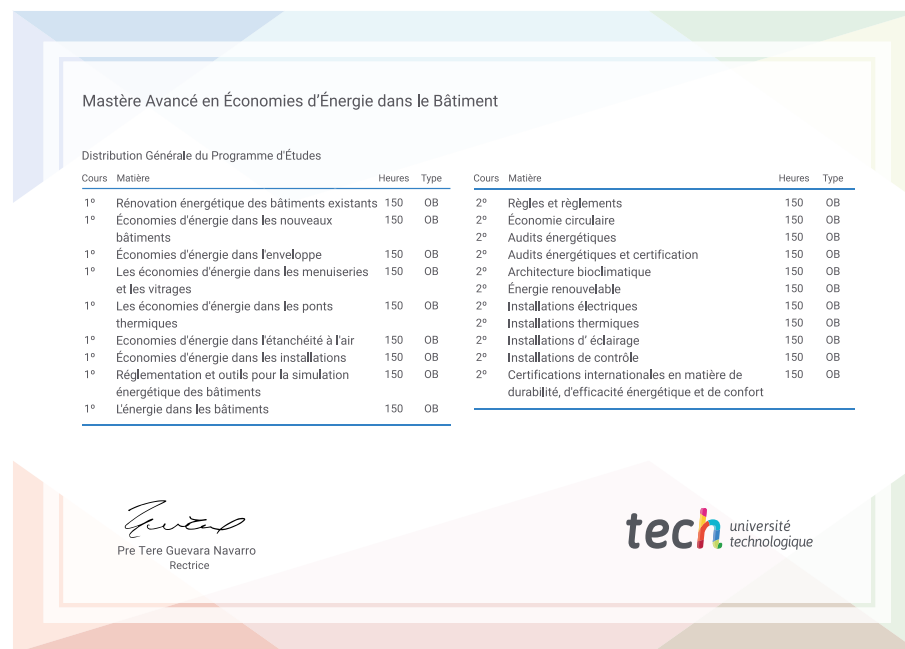 Mastère Avancé en Économies d’Énergie dans le Bâtiment
Distribution Générale du Programme d'Études
Cours Matière Heures Type
1º Rénovation énergétique des bâtiments existants 150 OB
1º Économies d'énergie dans les nouveaux 150 OB
bâtiments
1º Économies d'énergie dans l'enveloppe 150 OB
1º Les économies d'énergie dans les menuiseries 150 OB
et les vitrages
1º Les économies d'énergie dans les ponts 150 OB
thermiques
1º Economies d'énergie dans l'étanchéité à l'air 150 OB
1º Économies d'énergie dans les installations 150 OB
1º Réglementation et outils pour la simulation 150 OB
énergétique des bâtiments
1º L'énergie dans les bâtiments 150 OB
Cours Matière Heures Type
2º Règles et règlements 150 OB
2º Économie circulaire 150 OB
2º Audits énergétiques 150 OB
2º Audits énergétiques et certification 150 OB
2º Architecture bioclimatique 150 OB
2º Énergie renouvelable 150 OB
2º Installations électriques 150 OB
2º Installations thermiques 150 OB
2º Installations d' éclairage 150 OB
2º Installations de contrôle 150 OB
2º Certifications internationales en matière de 150 OB
durabilité, d'efficacité énergétique et de confort
Pre Tere Guevara Navarro
Rectrice
tech université
technologique